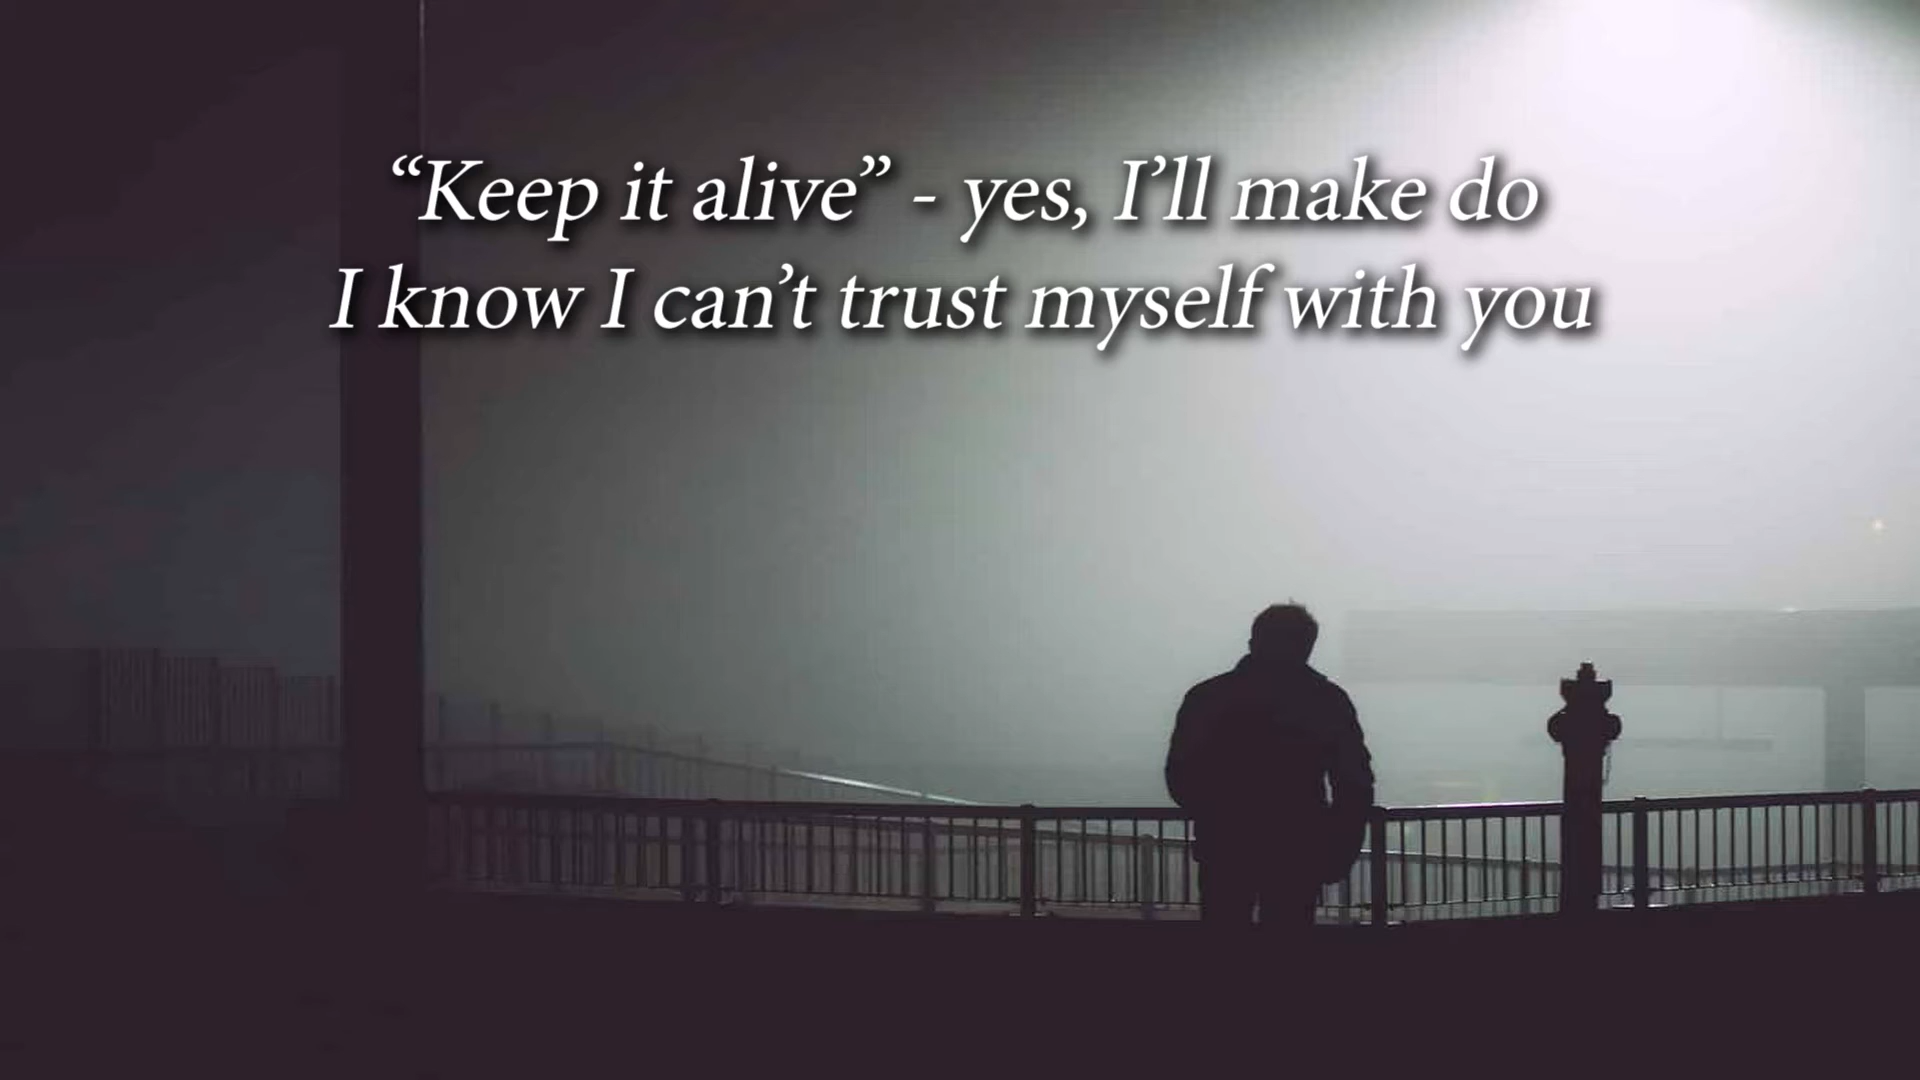 “Keep it alive” - yes, I’ll make do
I know I can’t trust myself with you